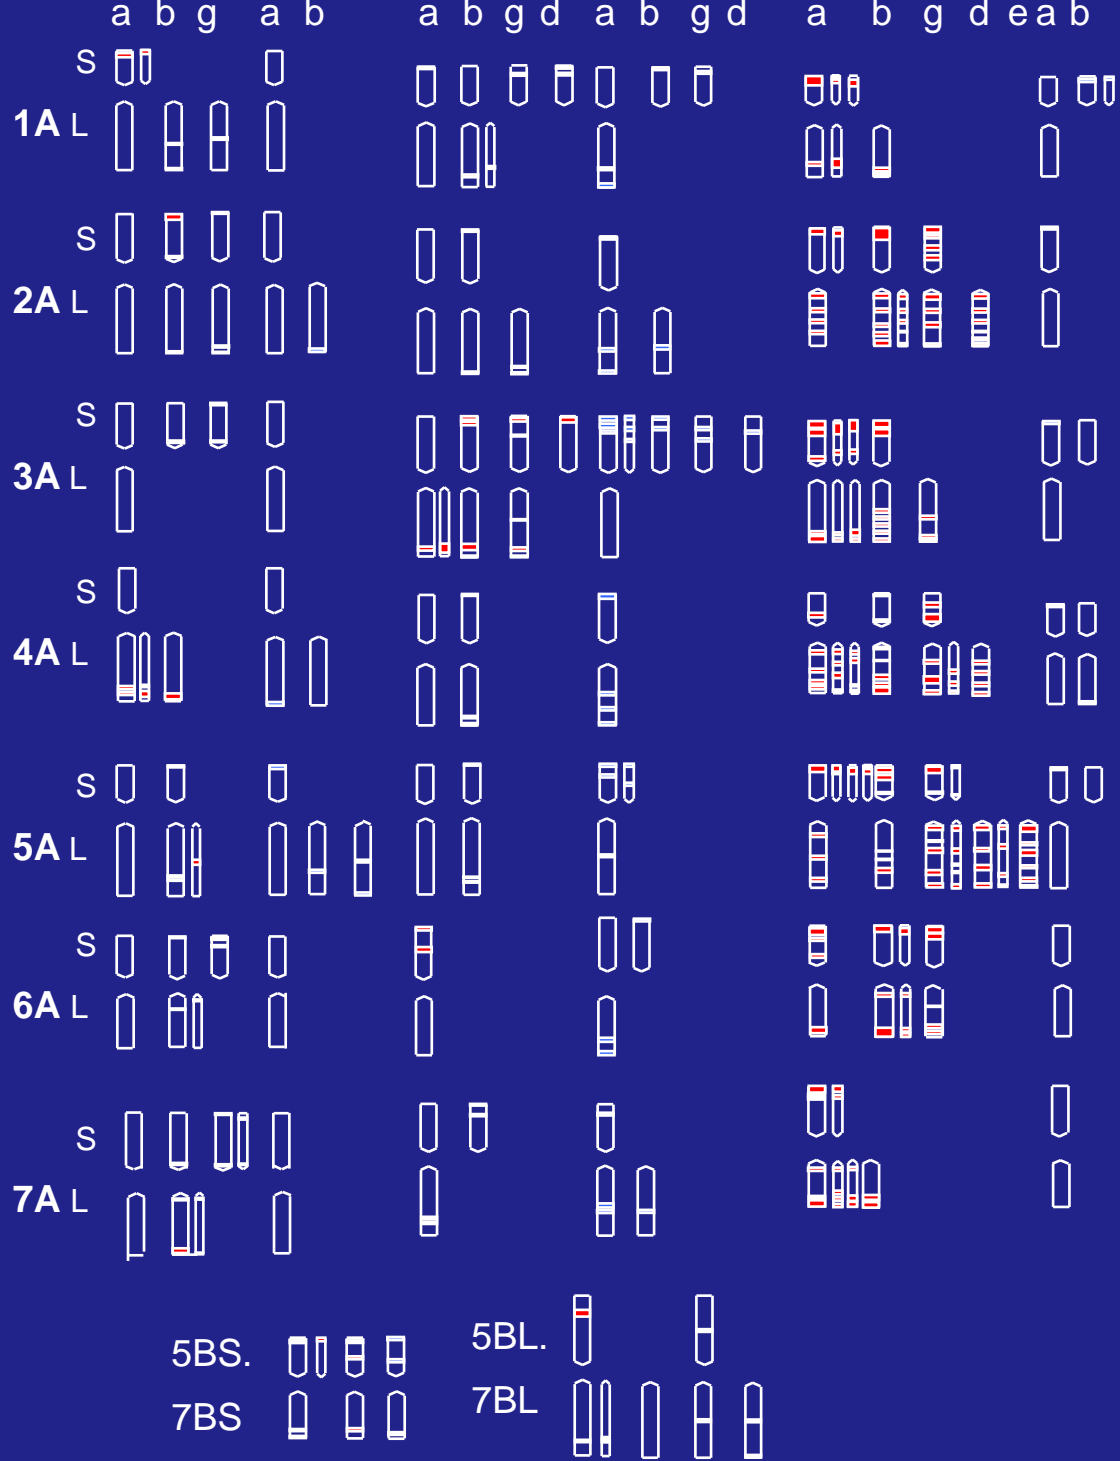 a b g a b a b g d a b g d a b g d e a b
S
1A L
S
2A L
S
3A L
S
4A L
S
5A L
S
6A L
S
7A L
5BS. 5BL.
7BS 7BL